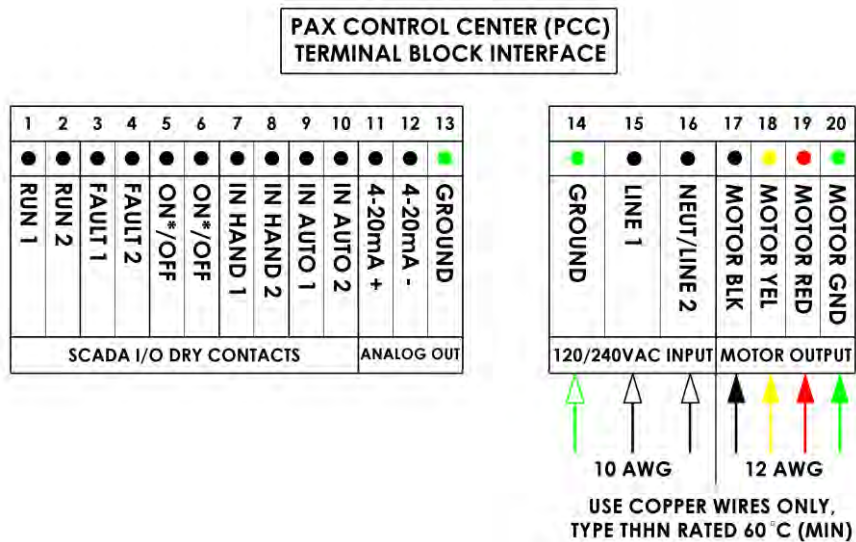 PAX CONTROL CENTER (PCC)
TERMINAL BLOCK INTERFACE
1 2 3 4 5 6 7 8 9 10 11 12 13
RUN 1
RUN 2
FAULT 1
FAULT 2
ON*/OFF
ON*/OFF
IN HAND 1
IN HAND 2
IN AUTO 1
IN AUTO 2
4-20mA +
4-20mA -
GROUND
SCADA I/O DRY CONTACTS
ANALOG OUT
14 15 16 17 18 19 20
GROUND
LINE 1
NEUT/LINE 2
MOTOR BLK
MOTOR YEL
MOTOR RED
MOTOR GND
120/240VAC INPUT
MOTOR OUTPUT
10 AWG
12 AWG
USE COPPER WIRES ONLY,
TYPE THHN RATED 60°C (MIN)